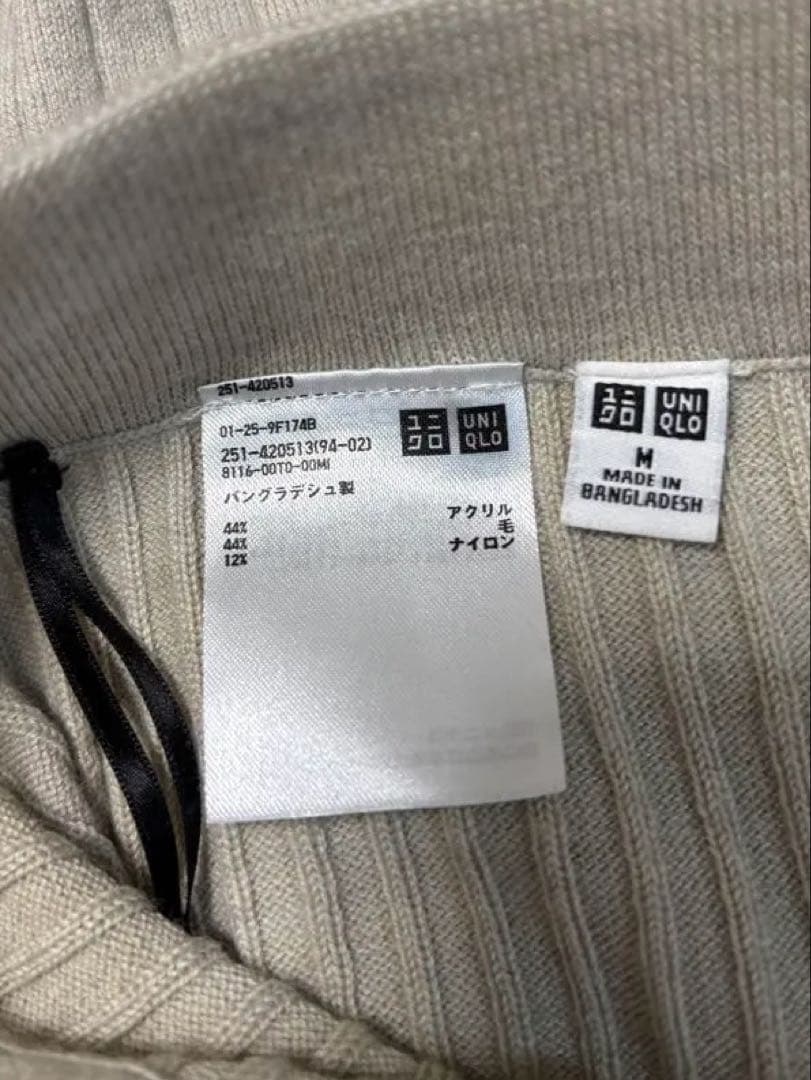 251-420513
01-25-9F174B
251-420513(94-02)
8116-00T0-00M(
バングラデシュ製
44% アクリル
44% 毛
12% ナイロン
ユニ
クロ
UNI
QLO
ユニ
クロ
UNI
QLO
M
MADE IN
BANGLADESH